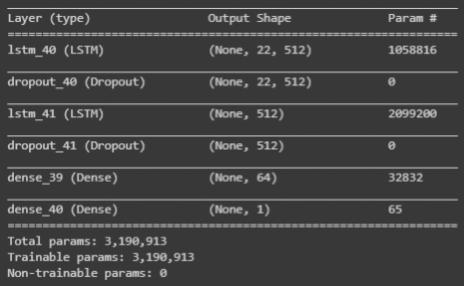 Layer (type) Output Shape Param #
=================================================================
lstm_40 (LSTM) (None, 22, 512) 1058816
dropout_40 (Dropout) (None, 22, 512) 0
lstm_41 (LSTM) (None, 512) 2099200
dropout_41 (Dropout) (None, 512) 0
dense_39 (Dense) (None, 64) 32832
dense_40 (Dense) (None, 1) 65
=================================================================
Total params: 3,190,913
Trainable params: 3,190,913
Non-trainable params: 0